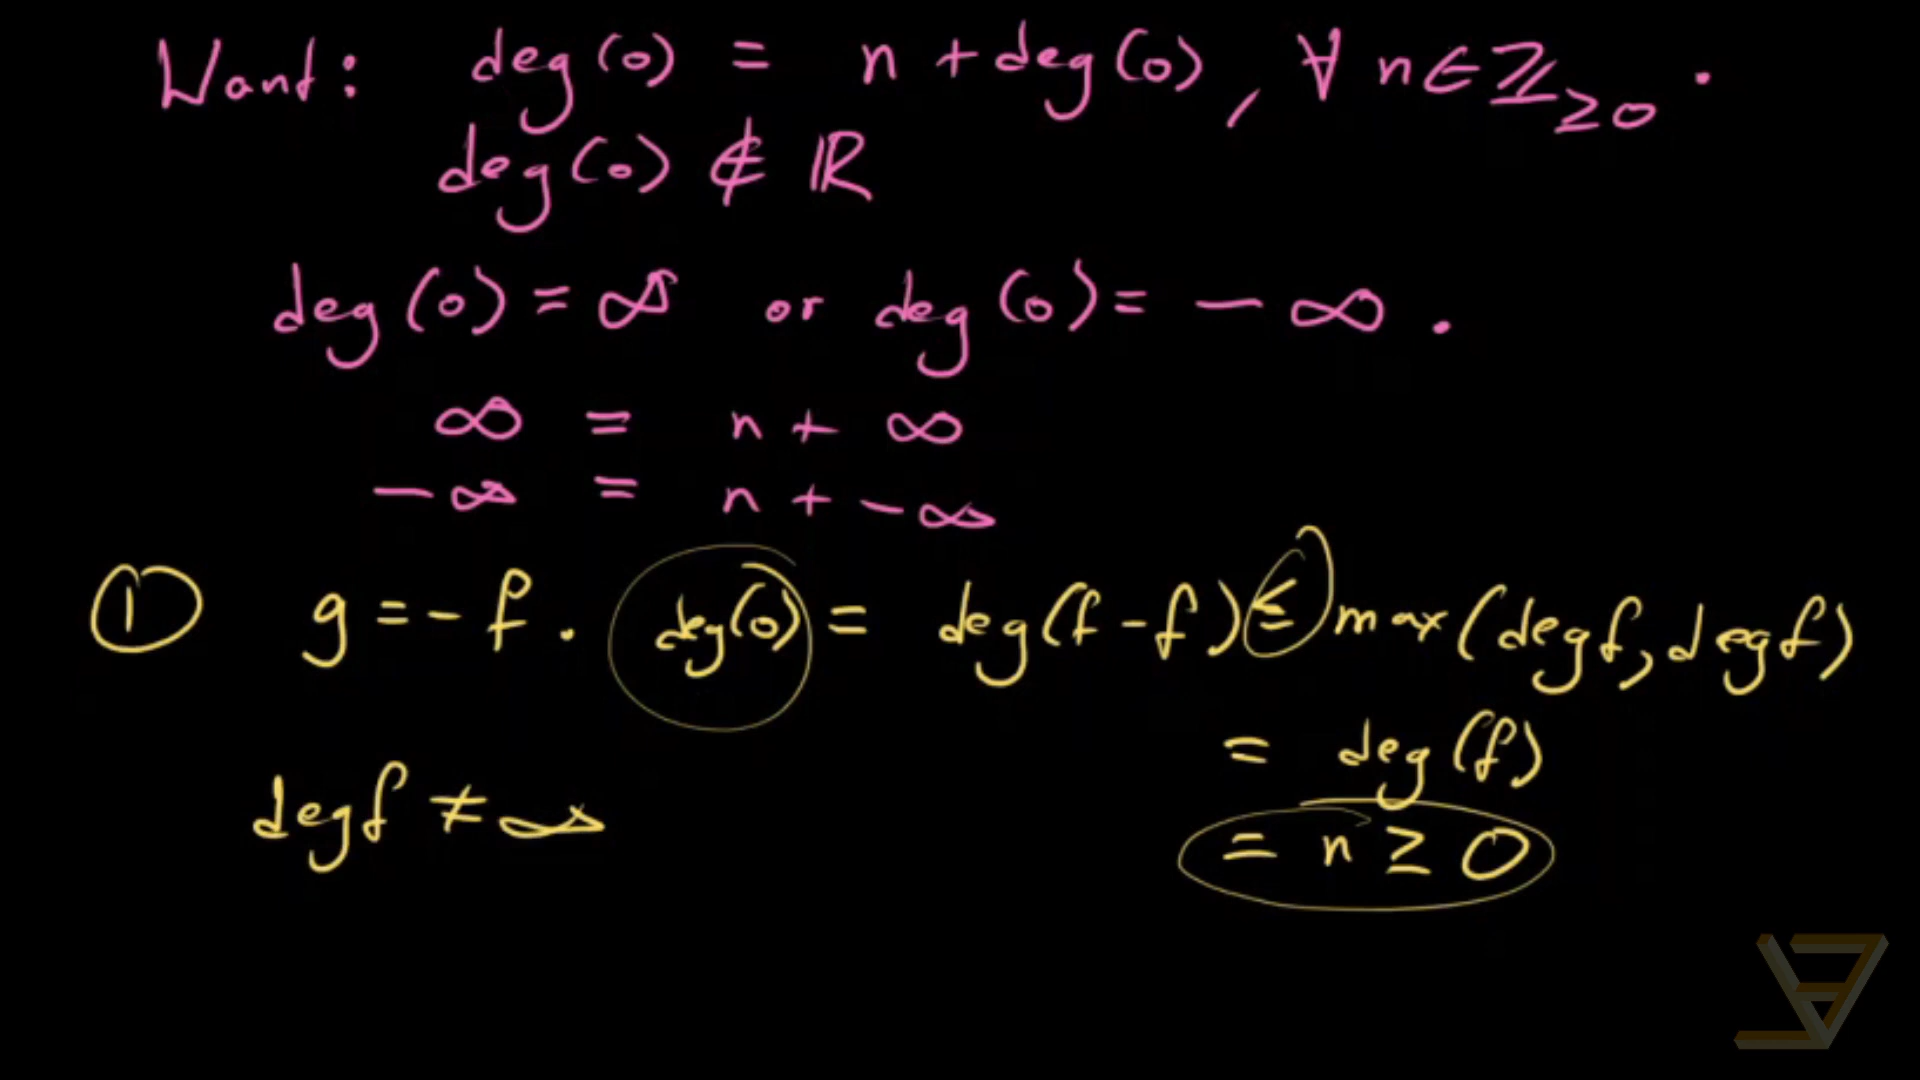 Want: deg(0) = n + deg(0), ∀ n ∈ ℤ≥0.
deg(0) ∉ ℝ
deg(0) = ∞ or deg(0) = -∞.
∞ = n + ∞
-∞ = n + -∞
① g = -f. deg(0) = deg(f-f) ≤ max(deg f, deg f)
= deg(f)
deg f ≠ ∞
= n ≥ 0